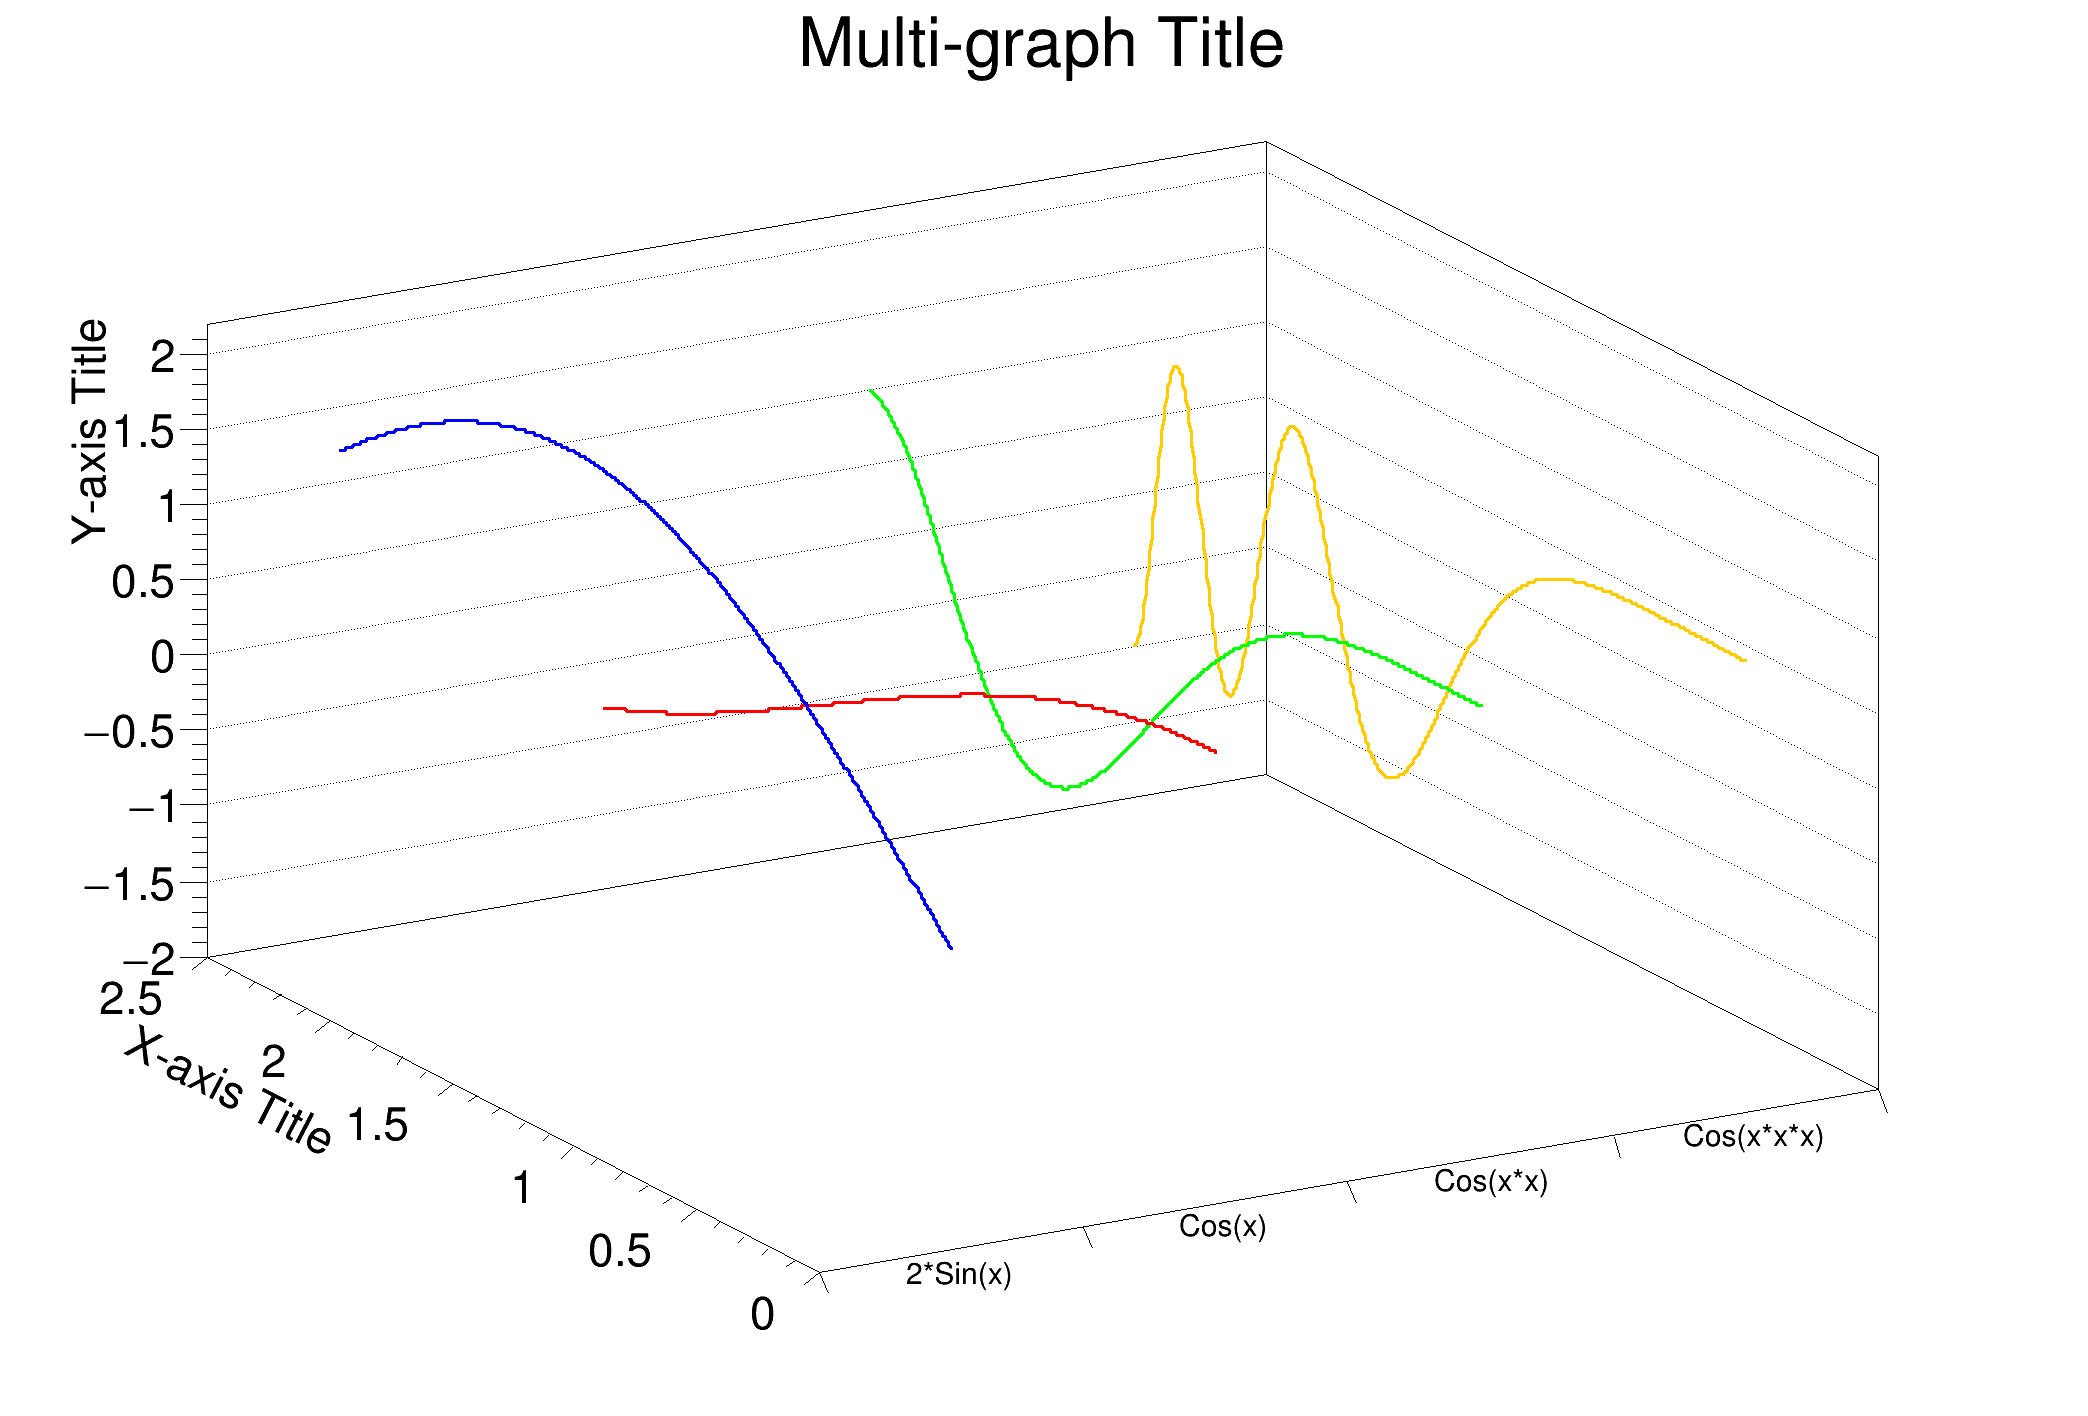 Multi-graph Title
Y-axis Title
2
1.5
1
0.5
0
−0.5
−1
−1.5
−2
2.5
2
1.5
1
0.5
0
X-axis Title
2*Sin(x)
Cos(x)
Cos(x*x)
Cos(x*x*x)